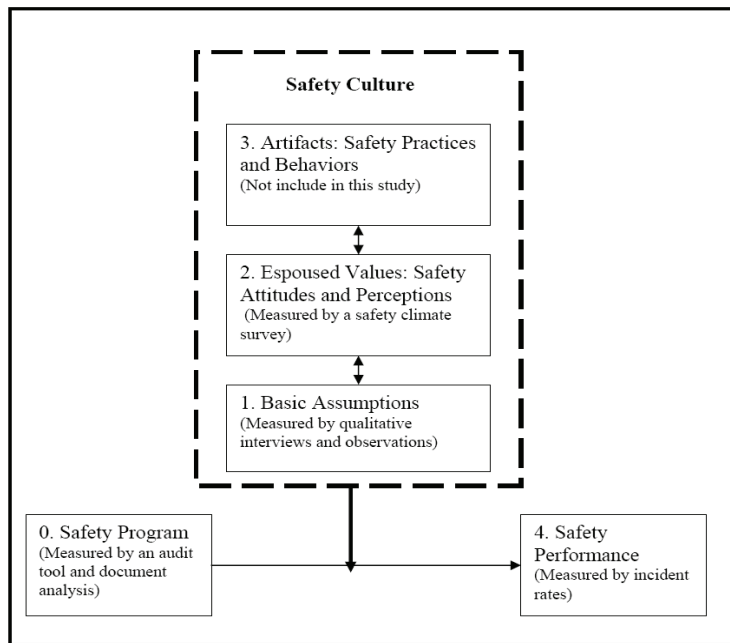 Safety Culture
3. Artifacts: Safety Practices
and Behaviors
(Not include in this study)
2. Espoused Values: Safety
Attitudes and Perceptions
(Measured by a safety climate
survey)
1. Basic Assumptions
(Measured by qualitative
interviews and observations)
0. Safety Program
(Measured by an audit
tool and document
analysis)
4. Safety
Performance
(Measured by incident
rates)